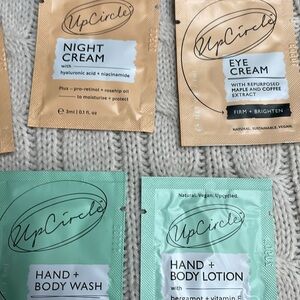 UpCircle
NIGHT
CREAM
with
hyaluronic acid + niacinamide
Plus – pro-retinol + rosehip oil
to moisturise + protect
℮ 3ml | 0.1 fl. oz
UpCircle
EYE
CREAM
WITH REPURPOSED
MAPLE AND COFFEE
EXTRACT
FIRM + BRIGHTEN
NATURAL. SUSTAINABLE. VEGAN.
UpCircle
HAND +
BODY WASH
Natural. Vegan. Upcycled.
UpCircle
HAND +
BODY LOTION
with
bergamot + vitamin E